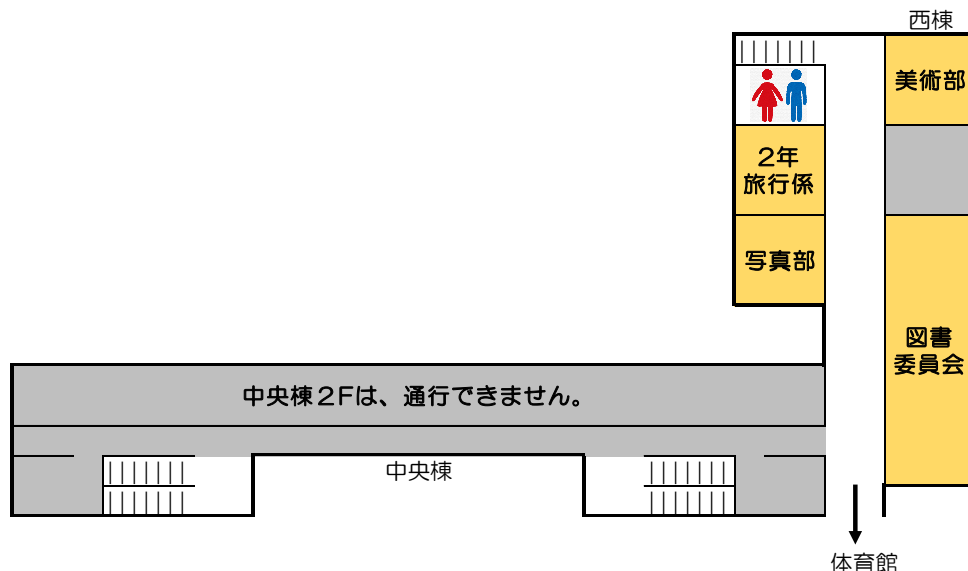 西棟
美術部
２年
旅行係
写真部
図書
委員会
中央棟２Fは、通行できません。
中央棟
体育館